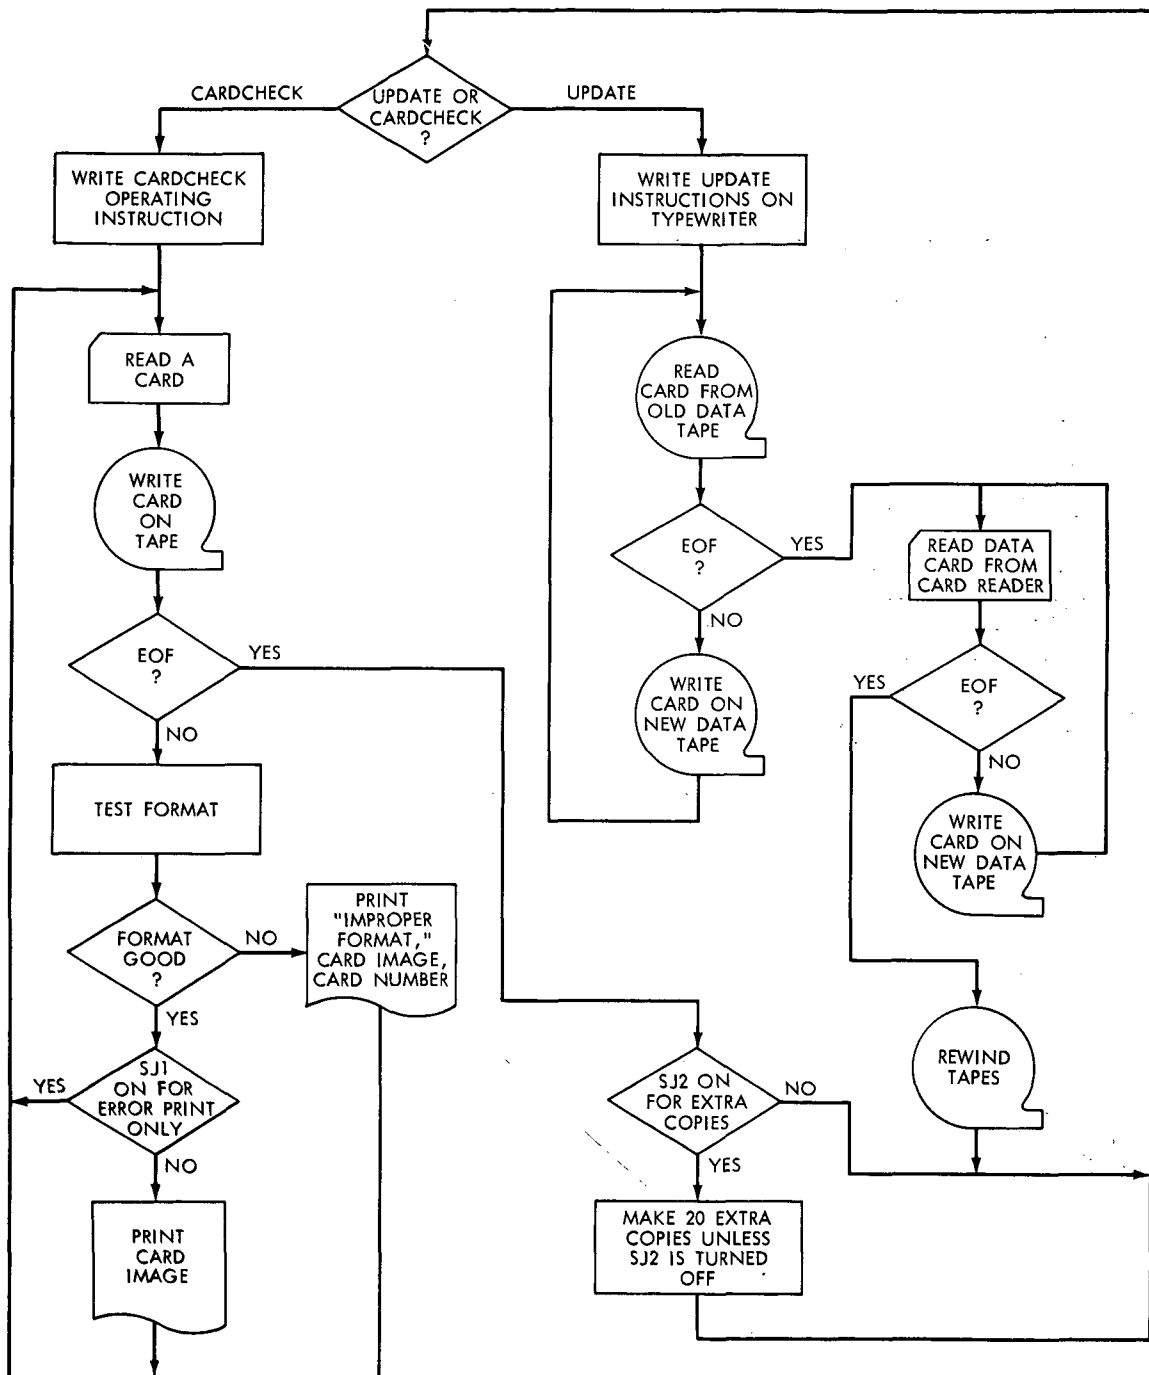 CARDCHECK
UPDATE OR
CARDCHECK
?
UPDATE
WRITE CARDCHECK
OPERATING
INSTRUCTION
WRITE UPDATE
INSTRUCTIONS ON
TYPEWRITER
READ A
CARD
READ
CARD FROM
OLD DATA
TAPE
WRITE
CARD
ON
TAPE
EOF
?
YES
NO
READ DATA
CARD FROM
CARD READER
EOF
?
YES
NO
WRITE
CARD ON
NEW DATA
TAPE
EOF
?
YES
NO
WRITE
CARD ON
NEW DATA
TAPE
TEST FORMAT
FORMAT
GOOD
?
NO
YES
PRINT
"IMPROPER
FORMAT,"
CARD IMAGE,
CARD NUMBER
SJ1
ON FOR
ERROR PRINT
ONLY
YES
NO
PRINT
CARD
IMAGE
SJ2 ON
FOR EXTRA
COPIES
NO
YES
REWIND
TAPES
MAKE 20 EXTRA
COPIES UNLESS
SJ2 IS TURNED
OFF